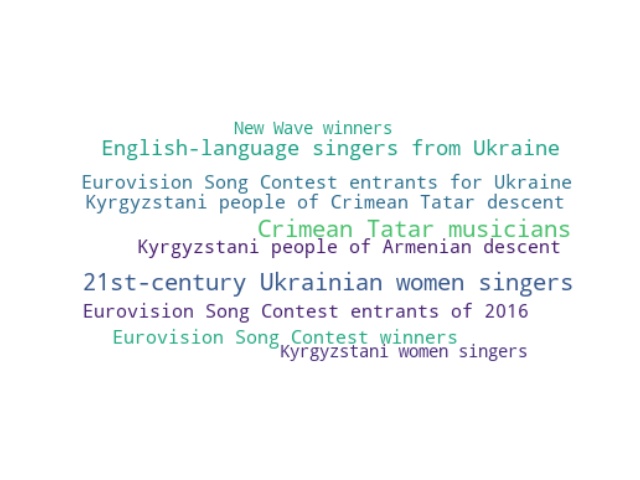 New Wave winners
English-language singers from Ukraine
Eurovision Song Contest entrants for Ukraine
Kyrgyzstani people of Crimean Tatar descent
Crimean Tatar musicians
Kyrgyzstani people of Armenian descent
21st-century Ukrainian women singers
Eurovision Song Contest entrants of 2016
Eurovision Song Contest winners
Kyrgyzstani women singers